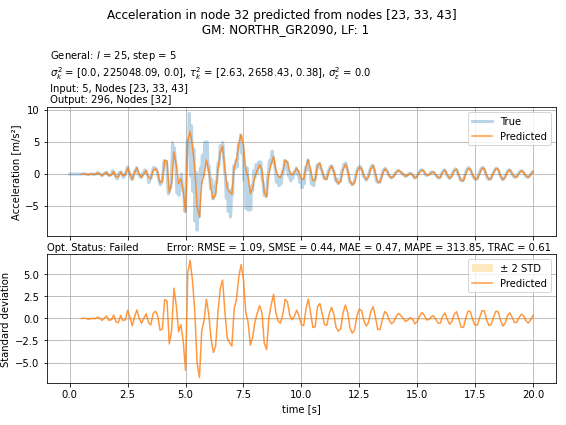 Acceleration in node 32 predicted from nodes [23, 33, 43]
GM: NORTHR_GR2090, LF: 1
General: l = 25, step = 5
σ²ₖ = [0.0, 225048.09, 0.0], τ²ₖ = [2.63, 2658.43, 0.38], σ²ε = 0.0
Input: 5, Nodes [23, 33, 43]
Output: 296, Nodes [32]
Acceleration [m/s²]
10
5
0
−5
True
Predicted
Opt. Status: Failed
Error: RMSE = 1.09, SMSE = 0.44, MAE = 0.47, MAPE = 313.85, TRAC = 0.61
Standard deviation
5.0
2.5
0.0
−2.5
−5.0
± 2 STD
Predicted
0.0 2.5 5.0 7.5 10.0 12.5 15.0 17.5 20.0
time [s]